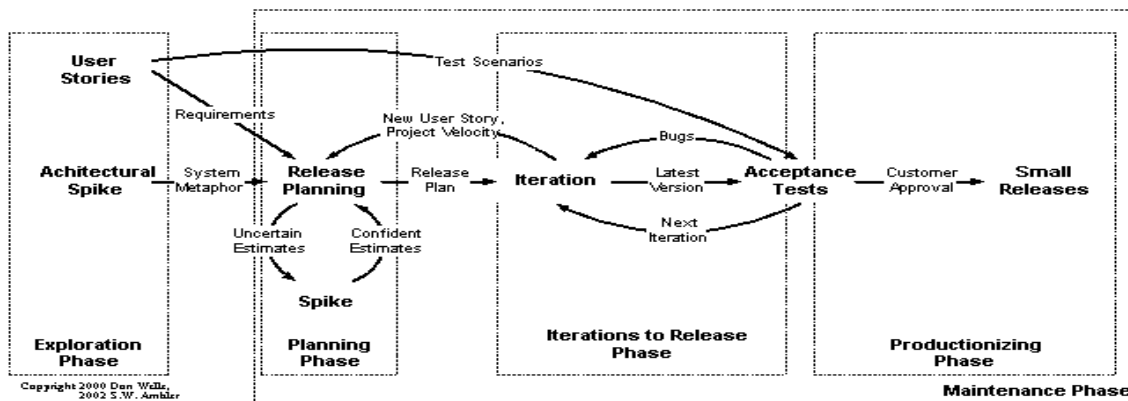 User
Stories
Test Scenarios
Requirements
New User Story,
Project Velocity
Bugs
Achitectural
Spike
System
Metaphor
Release
Planning
Release
Plan
Iteration
Latest
Version
Acceptance
Tests
Customer
Approval
Small
Releases
Uncertain
Estimates
Confident
Estimates
Next
Iteration
Spike
Exploration
Phase
Planning
Phase
Iterations to Release
Phase
Productionizing
Phase
Copyright 2000 Don Wells,
2002 S.W. Ambler
Maintenance Phase